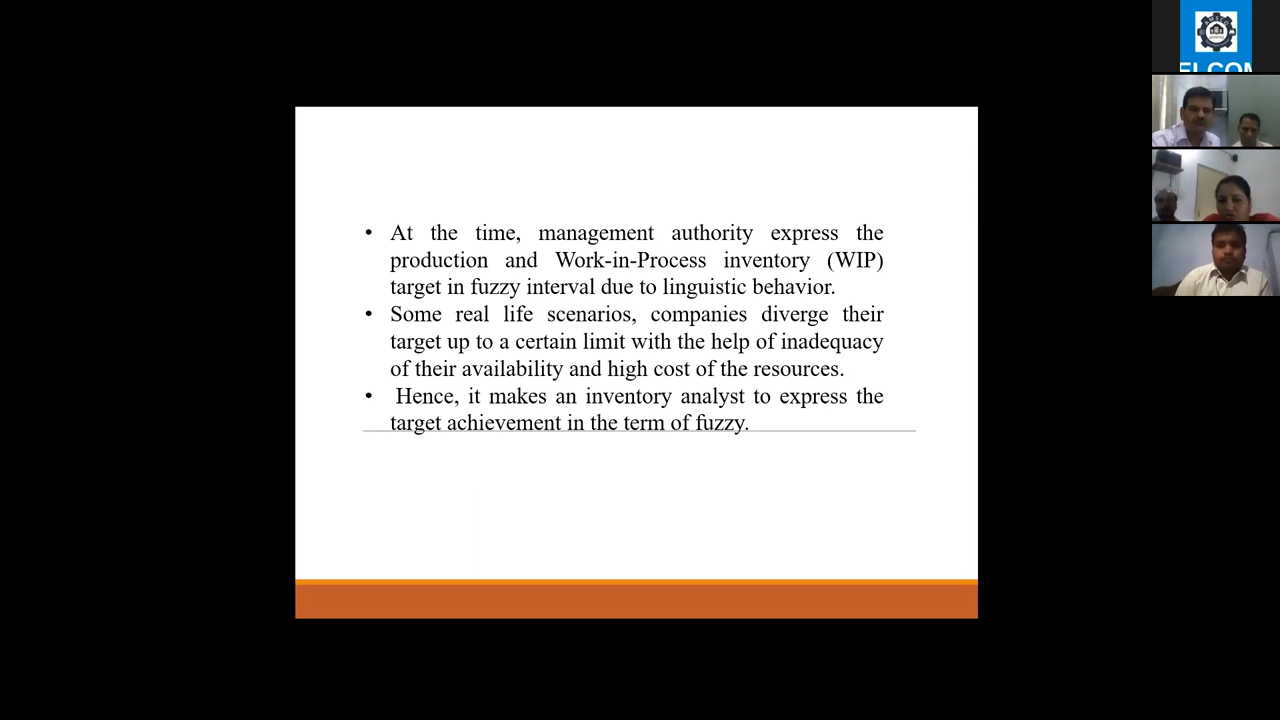 • At the time, management authority express the
production and Work-in-Process inventory (WIP)
target in fuzzy interval due to linguistic behavior.
• Some real life scenarios, companies diverge their
target up to a certain limit with the help of inadequacy
of their availability and high cost of the resources.
• Hence, it makes an inventory analyst to express the
target achievement in the term of fuzzy.